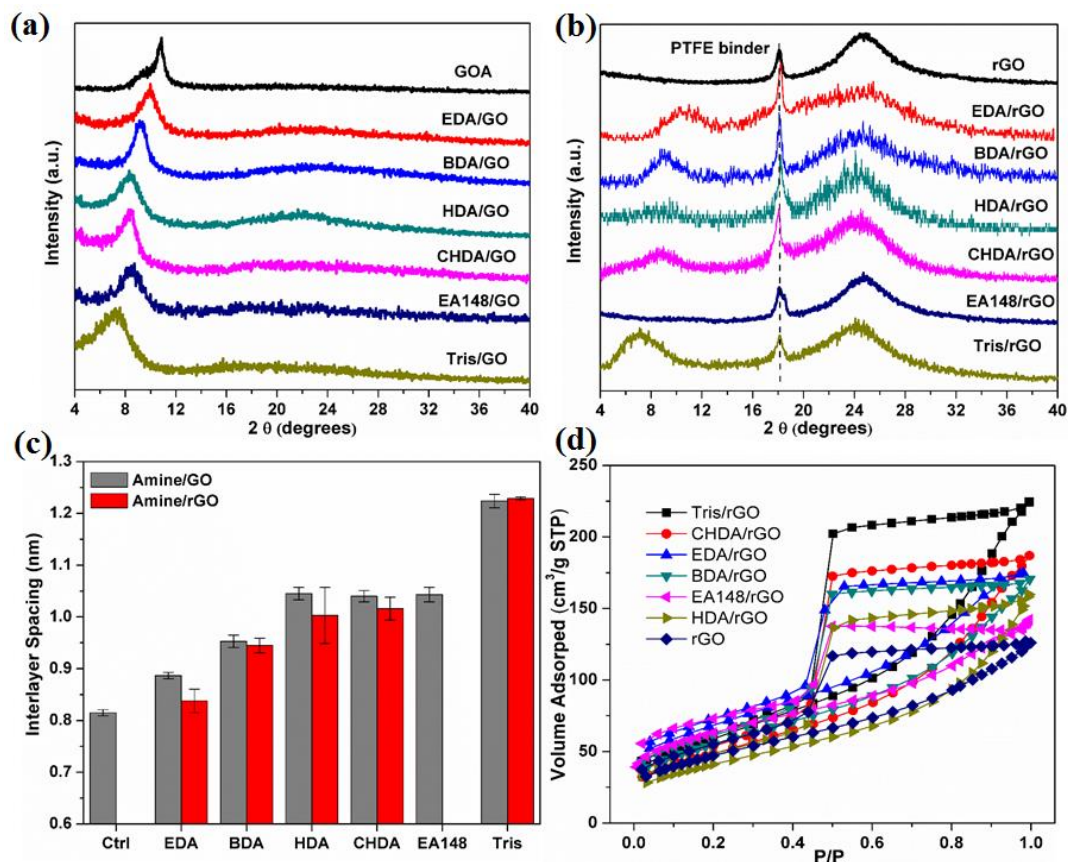 (a)
GOA
EDA/GO
BDA/GO
HDA/GO
CHDA/GO
EA148/GO
Tris/GO
Intensity (a.u.)
4 8 12 16 20 24 28 32 36 40
2 θ (degrees)
(b)
PTFE binder
rGO
EDA/rGO
BDA/rGO
HDA/rGO
CHDA/rGO
EA148/rGO
Tris/rGO
Intensity (a.u.)
4 8 12 16 20 24 28 32 36 40
2 θ (degrees)
(c)
1.3
1.2
1.1
1.0
0.9
0.8
0.7
0.6
Interlayer Spacing (nm)
Amine/GO
Amine/rGO
Ctrl EDA BDA HDA CHDA EA148 Tris
(d)
250
200
150
100
50
0
Volume Adsorped (cm³/g STP)
Tris/rGO
CHDA/rGO
EDA/rGO
BDA/rGO
EA148/rGO
HDA/rGO
rGO
0.0 0.2 0.4 0.6 0.8 1.0
P/P